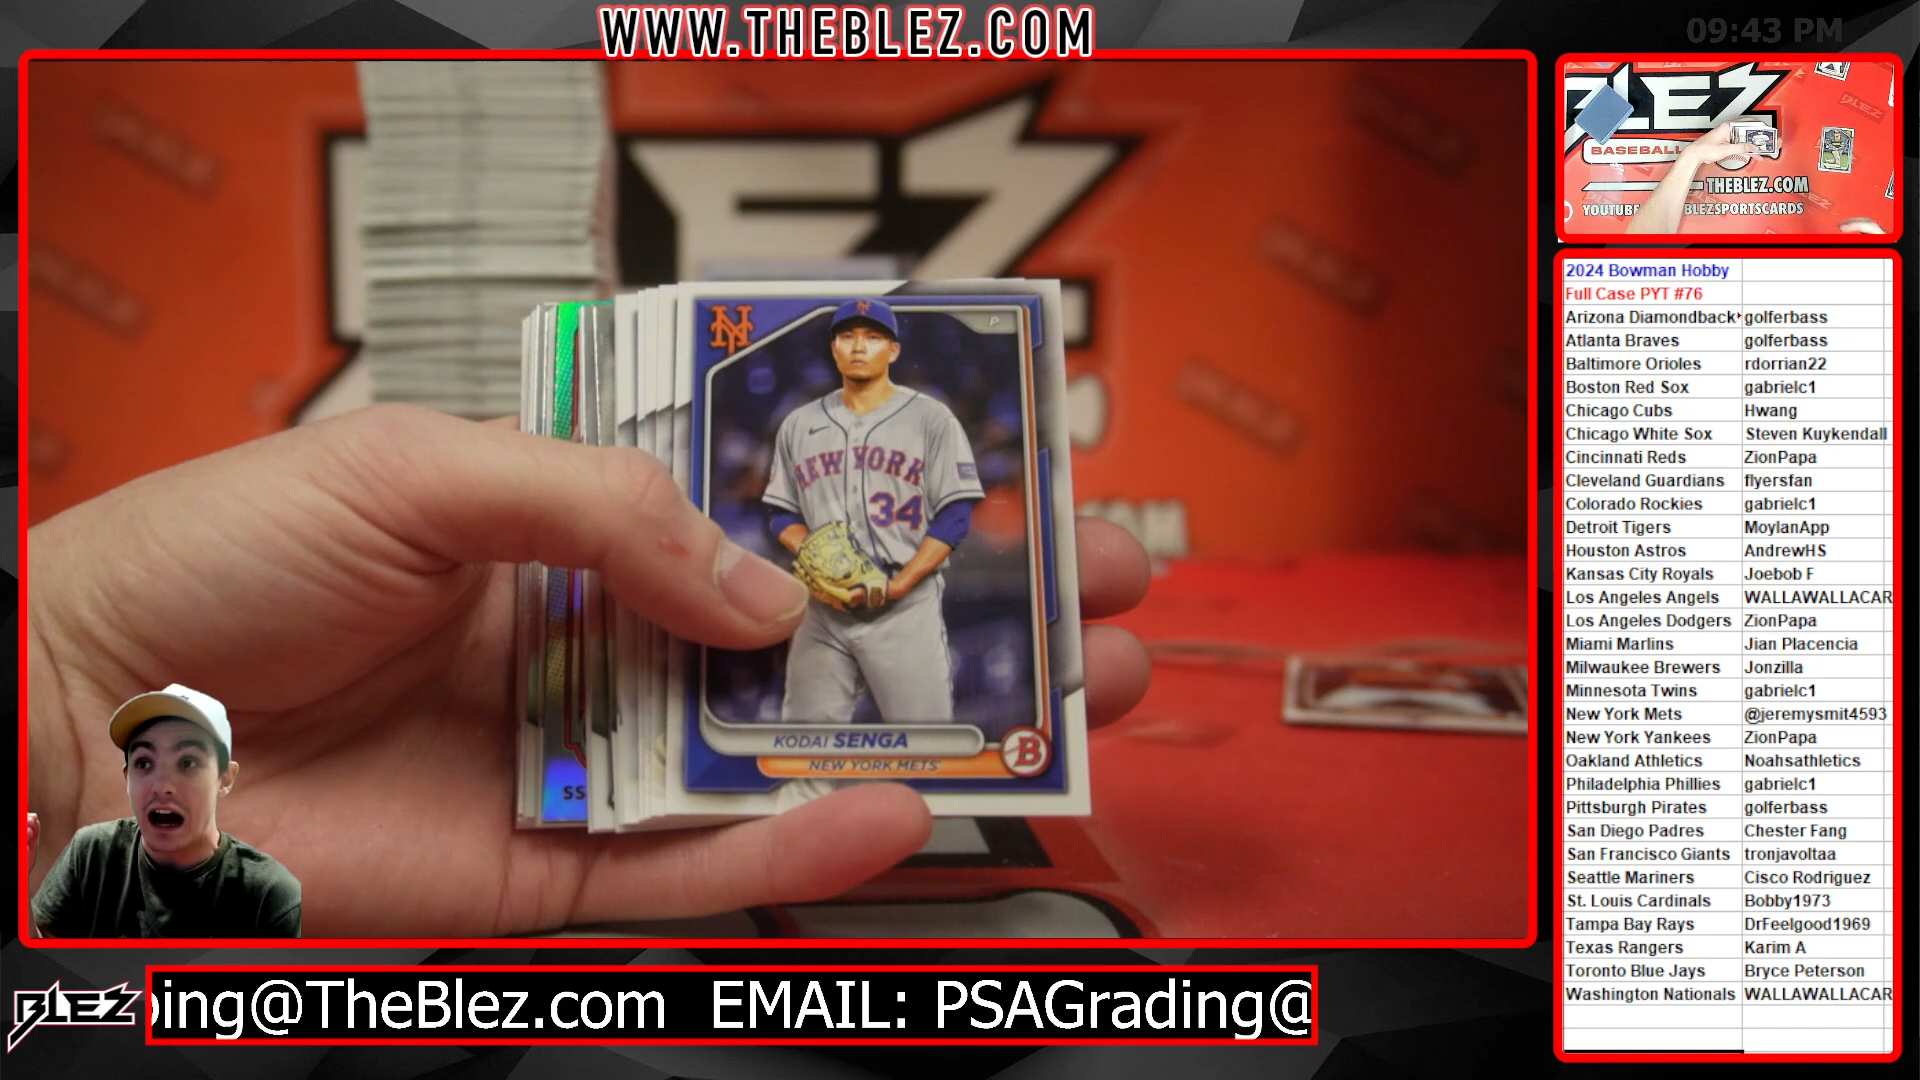 WWW.THEBLEZ.COM
09:43 PM
BLEZ
BASEBALL
THEBLEZ.COM
YOUTUBE
BLEZSPORTSCARDS
NY
P
NEW YORK
34
KODAI SENGA
NEW YORK METS
B
SS
2024 Bowman Hobby
Full Case PYT #76
Arizona Diamondback golferbass
Atlanta Braves golferbass
Baltimore Orioles rdorrian22
Boston Red Sox gabrielc1
Chicago Cubs Hwang
Chicago White Sox Steven Kuykendall
Cincinnati Reds ZionPapa
Cleveland Guardians flyersfan
Colorado Rockies gabrielc1
Detroit Tigers MoylanApp
Houston Astros AndrewHS
Kansas City Royals Joebob F
Los Angeles Angels WALLAWALLACAR
Los Angeles Dodgers ZionPapa
Miami Marlins Jian Placencia
Milwaukee Brewers Jonzilla
Minnesota Twins gabrielc1
New York Mets @jeremysmit4593
New York Yankees ZionPapa
Oakland Athletics Noahsathletics
Philadelphia Phillies gabrielc1
Pittsburgh Pirates golferbass
San Diego Padres Chester Fang
San Francisco Giants tronjavoltaa
Seattle Mariners Cisco Rodriguez
St. Louis Cardinals Bobby1973
Tampa Bay Rays DrFeelgood1969
Texas Rangers Karim A
Toronto Blue Jays Bryce Peterson
Washington Nationals WALLAWALLACAR
BLEZ
ping@TheBlez.com EMAIL: PSAGrading@